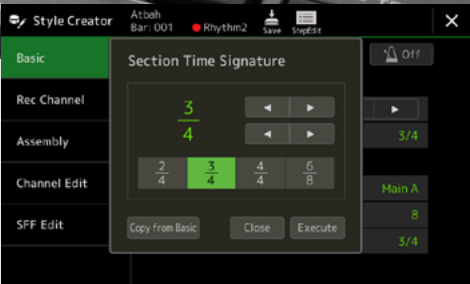 Style Creator
Atbah
Bar: 001
Rhythm2
Save
StepEdit
Basic
Off
Rec Channel
Assembly
Channel Edit
SFF Edit
Section Time Signature
3
4
2
4
3
4
4
4
6
8
Copy from Basic
Close
Execute
3/4
Main A
8
3/4